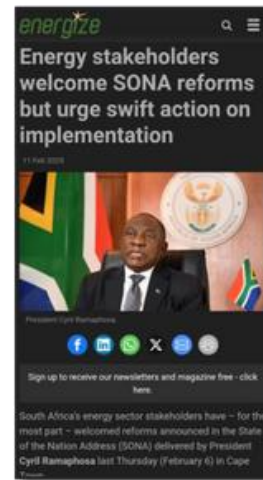 energize
Energy stakeholders
welcome SONA reforms
but urge swift action on
implementation
11 Feb 2025
President Cyril Ramaphosa
Sign up to receive our newsletters and magazine free - click
here.
South Africa's energy sector stakeholders have – for the
most part – welcomed reforms announced in the State
of the Nation Address (SONA) delivered by President
Cyril Ramaphosa last Thursday (February 6) in Cape